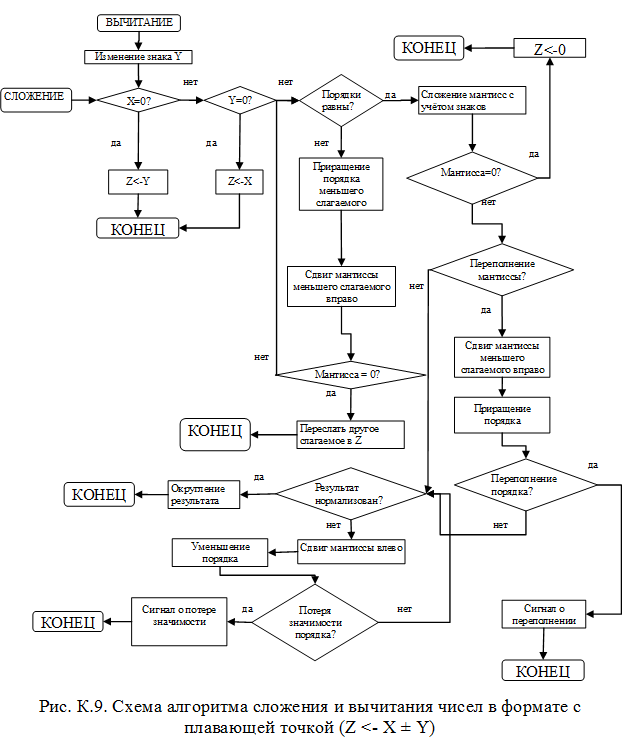 ВЫЧИТАНИЕ
Изменение знака Y
СЛОЖЕНИЕ
X=0?
нет
Y=0?
нет
да
да
Z<-Y
Z<-X
КОНЕЦ
Порядки
равны?
да
нет
Приращение
порядка
меньшего
слагаемого
Сдвиг мантиссы
меньшего слагаемого
вправо
нет
Мантисса = 0?
да
Переслать другое
слагаемое в Z
КОНЕЦ
КОНЕЦ
Z<-0
Сложение мантисс с
учётом знаков
да
Мантисса=0?
нет
Переполнение
мантиссы?
нет
да
Сдвиг мантиссы
меньшего
слагаемого вправо
Приращение
порядка
Переполнение
порядка?
да
нет
Результат
нормализован?
да
Округление
результата
КОНЕЦ
нет
Сдвиг мантиссы влево
Уменьшение
порядка
Потеря
значимости
порядка?
нет
да
Сигнал о потере
значимости
КОНЕЦ
Сигнал о
переполнении
КОНЕЦ
Рис. К.9. Схема алгоритма сложения и вычитания чисел в формате с
плавающей точкой (Z <- X ± Y)